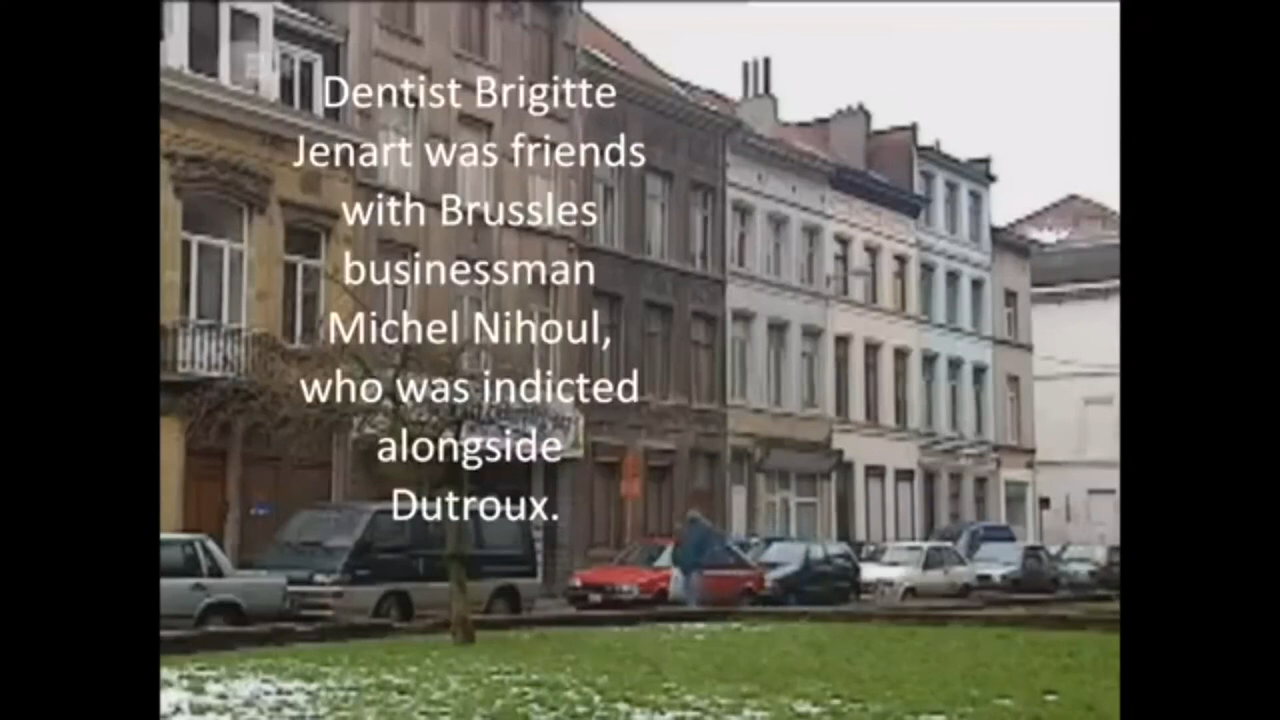 Dentist Brigitte
Jenart was friends
with Brussles
businessman
Michel Nihoul,
who was indicted
alongside
Dutroux.